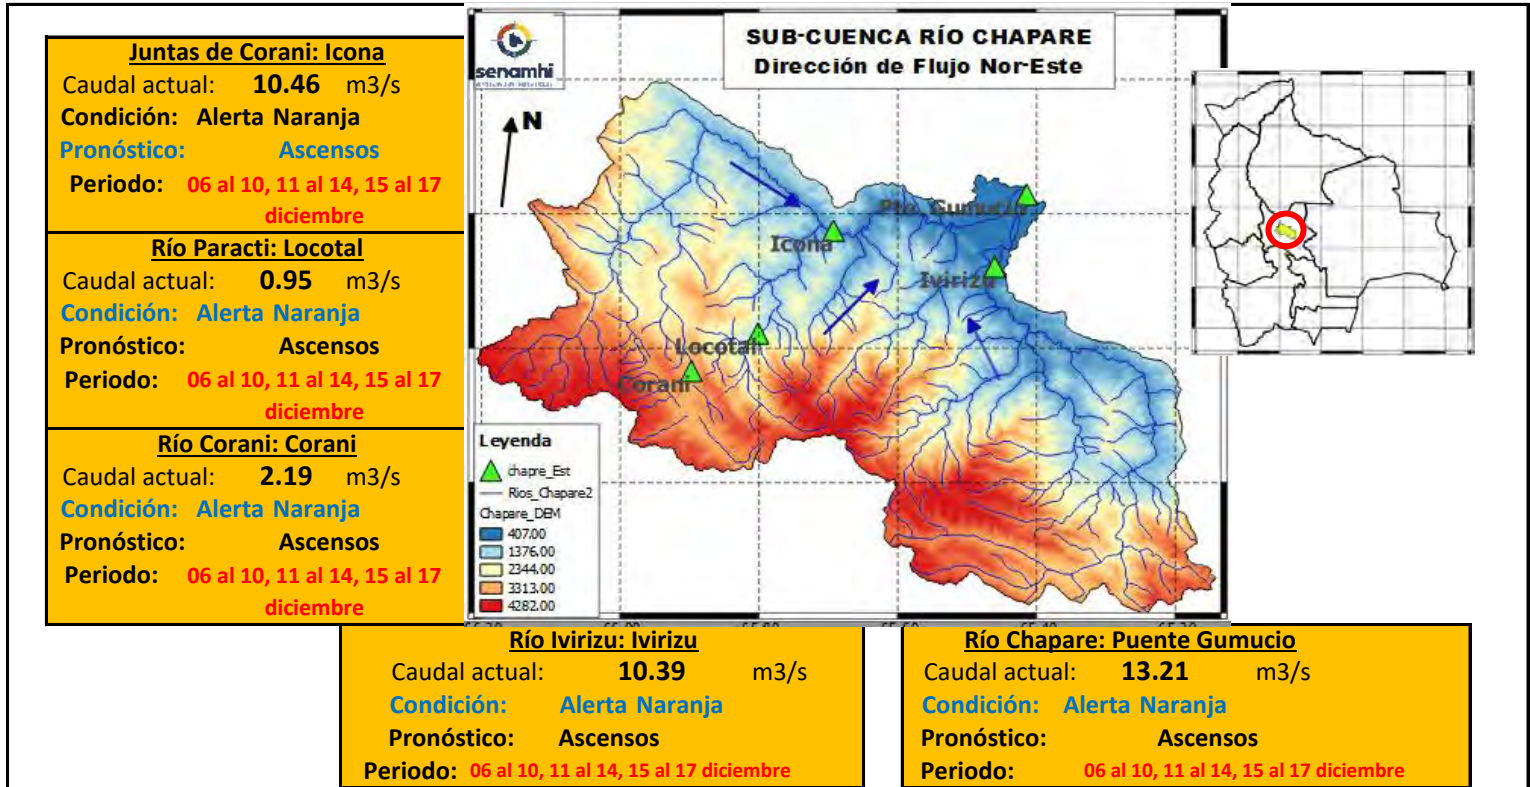 Juntas de Corani: Icona
Caudal actual: 10.46 m3/s
Condición: Alerta Naranja
Pronóstico: Ascensos
Periodo: 06 al 10, 11 al 14, 15 al 17
diciembre
Río Paracti: Locotal
Caudal actual: 0.95 m3/s
Condición: Alerta Naranja
Pronóstico: Ascensos
Periodo: 06 al 10, 11 al 14, 15 al 17
diciembre
Río Corani: Corani
Caudal actual: 2.19 m3/s
Condición: Alerta Naranja
Pronóstico: Ascensos
Periodo: 06 al 10, 11 al 14, 15 al 17
diciembre
senamhi
SUB-CUENCA RÍO CHAPARE
Dirección de Flujo Nor-Este
N
Pte. Gumucio
Icona
Ivirizu
Locotal
Corani
Leyenda
chapre_Est
Rios_Chapare2
Chapare_DEM
407.00
1376.00
2344.00
3313.00
4282.00
Río Ivirizu: Ivirizu
Caudal actual: 10.39 m3/s
Condición: Alerta Naranja
Pronóstico: Ascensos
Periodo: 06 al 10, 11 al 14, 15 al 17 diciembre
Río Chapare: Puente Gumucio
Caudal actual: 13.21 m3/s
Condición: Alerta Naranja
Pronóstico: Ascensos
Periodo: 06 al 10, 11 al 14, 15 al 17 diciembre